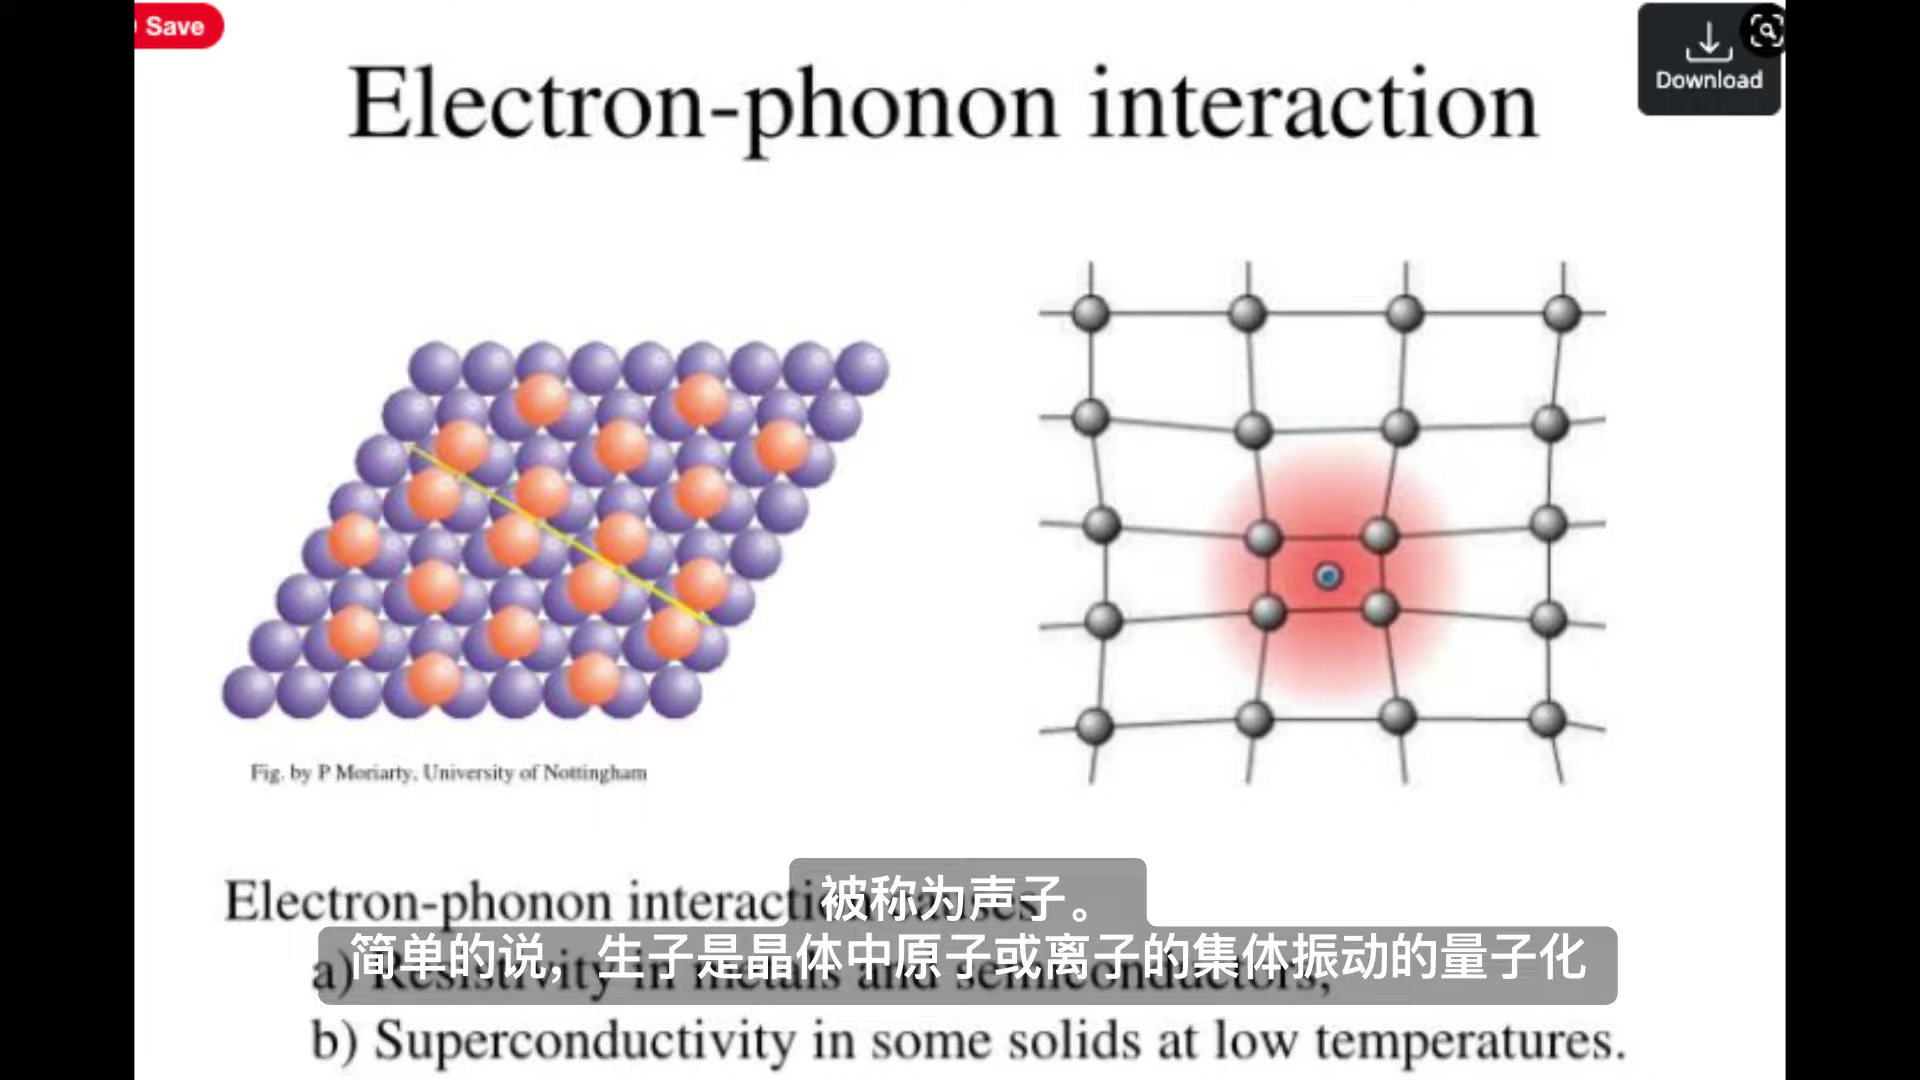 Save
Download
Electron-phonon interaction
Fig. by P Moriarty, University of Nottingham
Electron-phonon interaction causes
被称为声子。
简单的说，生子是晶体中原子或离子的集体振动的量子化
a) Resistivity in metals and semiconductors,
b) Superconductivity in some solids at low temperatures.